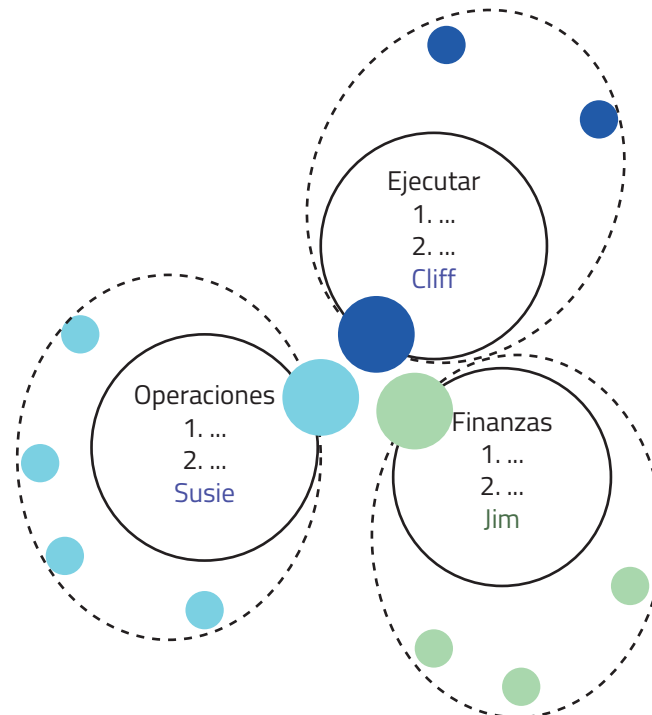 Ejecutar
1. ...
2. ...
Cliff
Operaciones
1. ...
2. ...
Susie
Finanzas
1. ...
2. ...
Jim